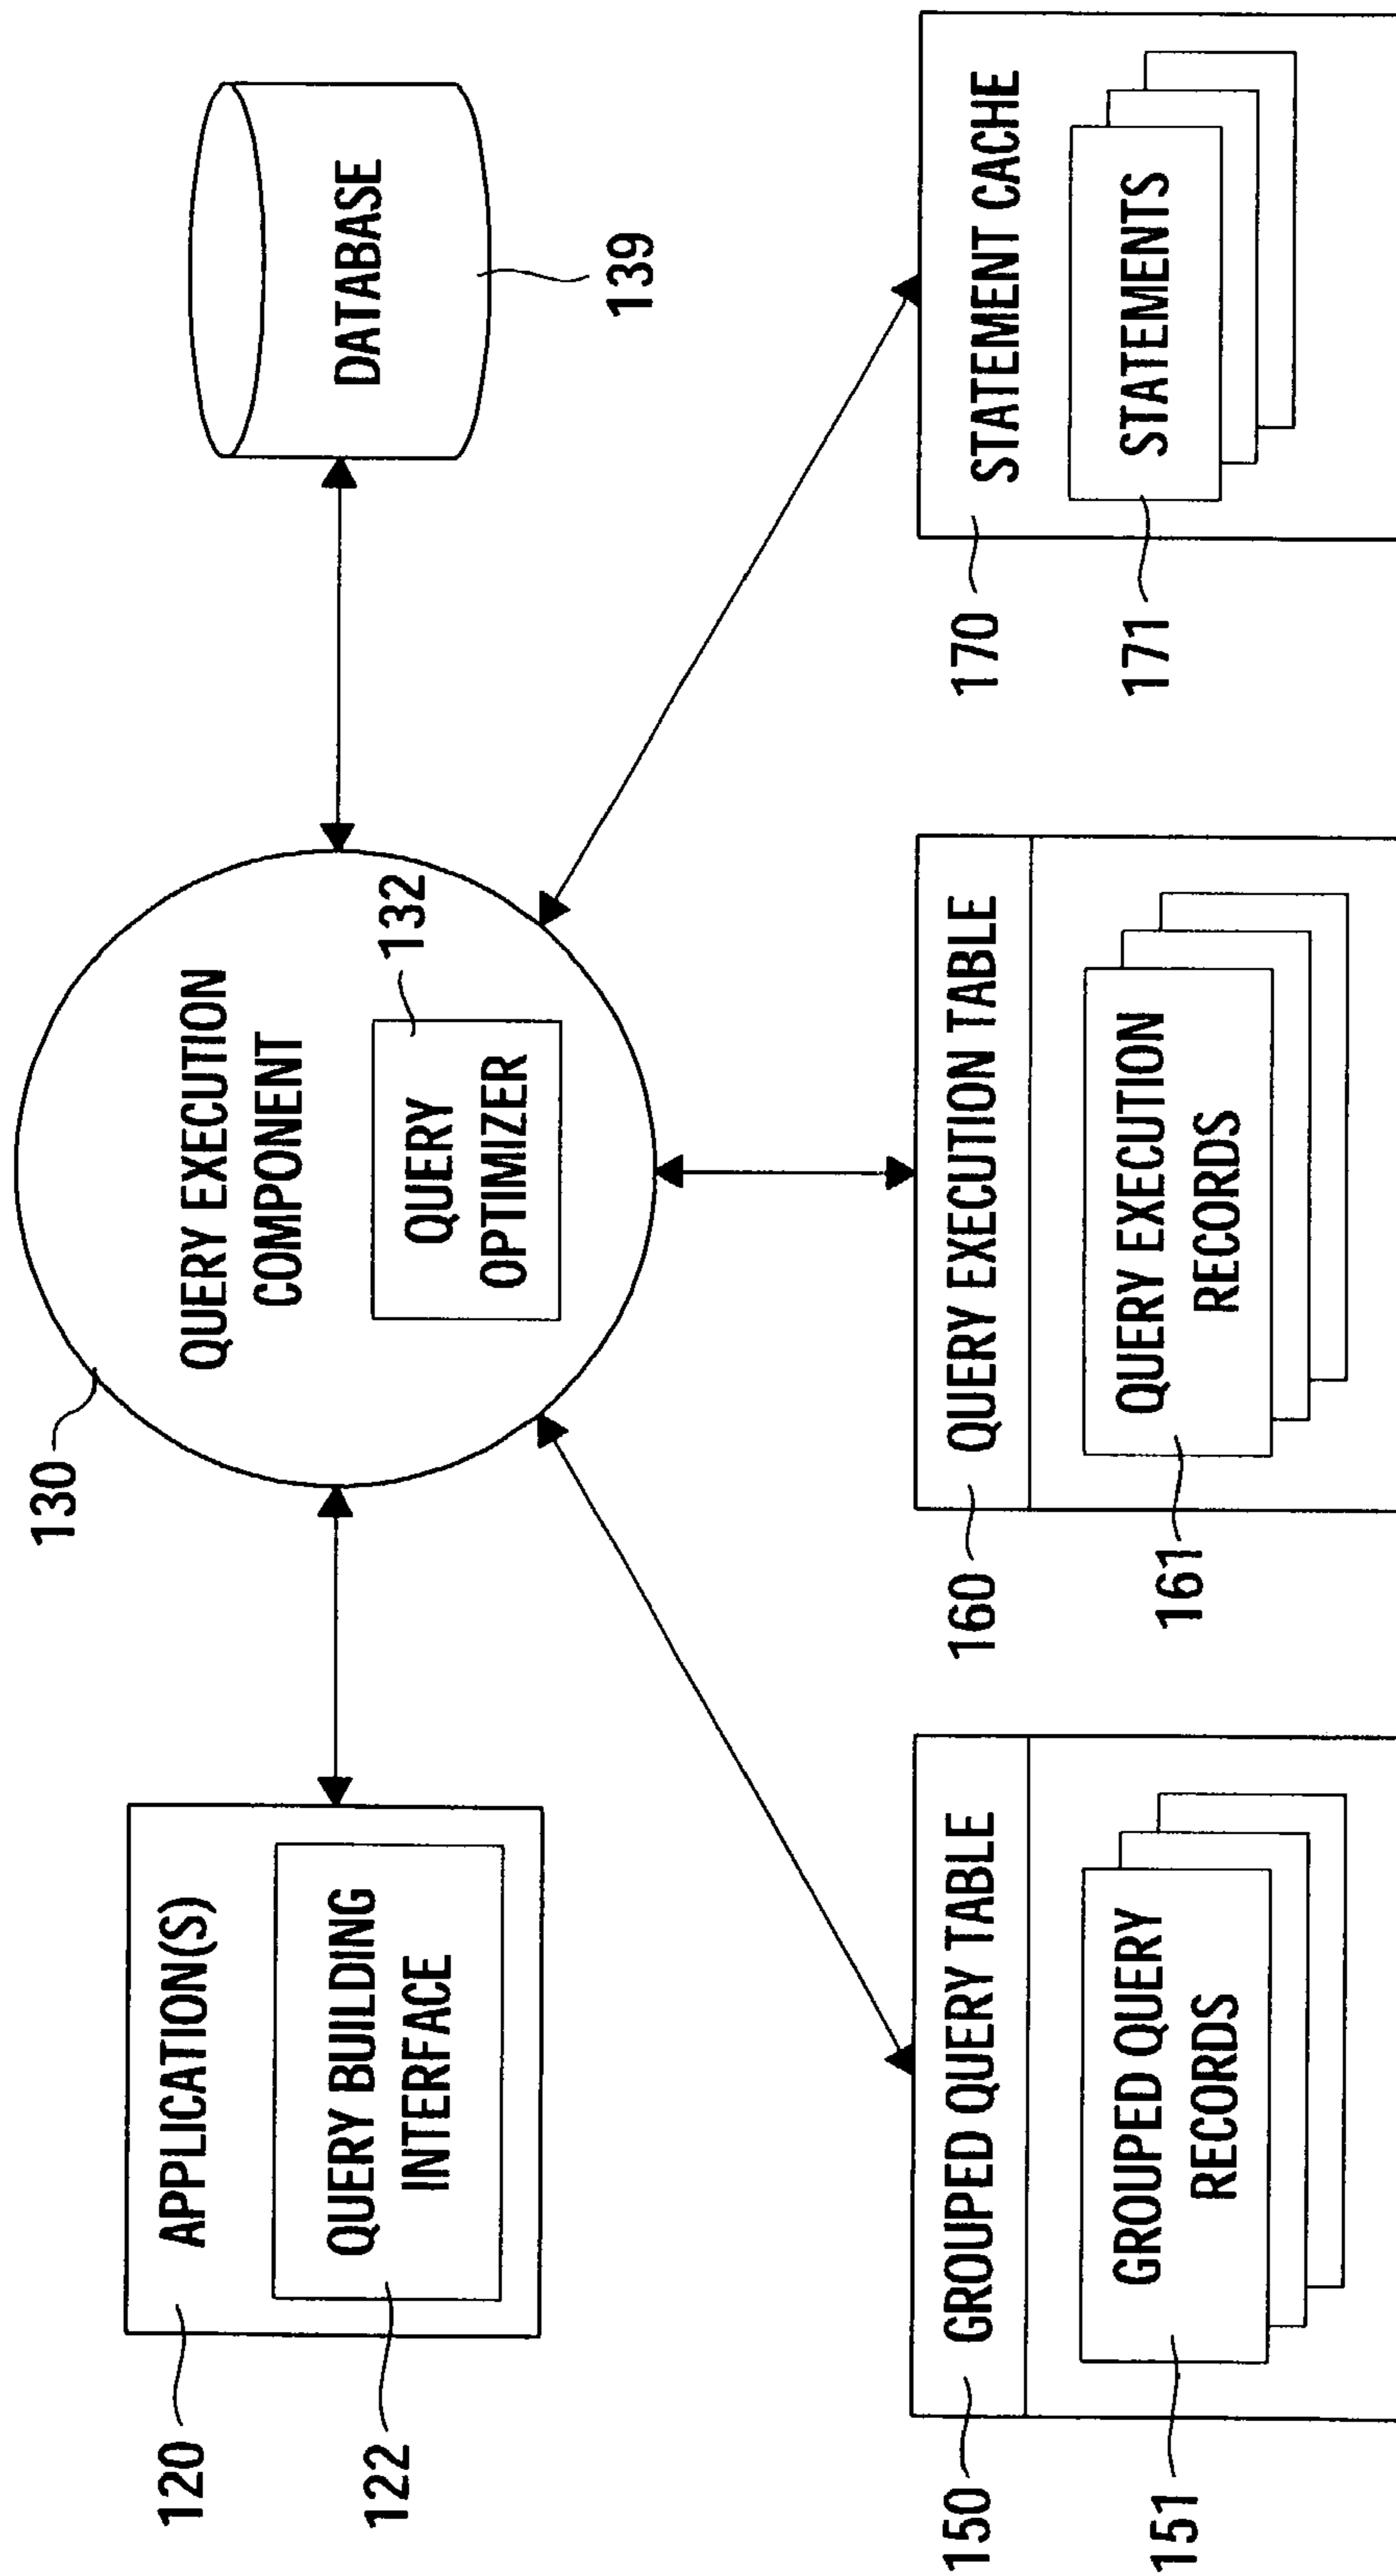 130
APPLICATION(S)
120
QUERY BUILDING
INTERFACE
122
QUERY EXECUTION
COMPONENT
132
QUERY
OPTIMIZER
DATABASE
139
GROUPED QUERY TABLE
150
GROUPED QUERY
RECORDS
151
QUERY EXECUTION TABLE
160
QUERY EXECUTION
RECORDS
161
STATEMENT CACHE
170
STATEMENTS
171